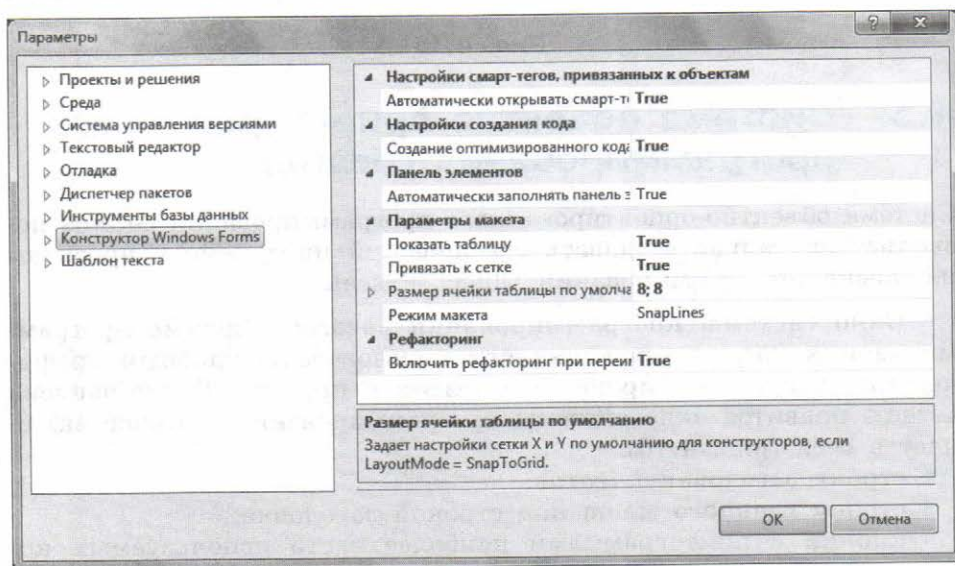 Параметры
Проекты и решения
Среда
Система управления версиями
Текстовый редактор
Отладка
Диспетчер пакетов
Инструменты базы данных
Конструктор Windows Forms
Шаблон текста
Настройки смарт-тегов, привязанных к объектам
Автоматически открывать смарт-т True
Настройки создания кода
Создание оптимизированного кода True
Панель элементов
Автоматически заполнять панель э True
Параметры макета
Показать таблицу True
Привязать к сетке True
Размер ячейки таблицы по умолч 8; 8
Режим макета SnapLines
Рефакторинг
Включить рефакторинг при переим True
Размер ячейки таблицы по умолчанию
Задает настройки сетки X и Y по умолчанию для конструкторов, если
LayoutMode = SnapToGrid.
OK
Отмена